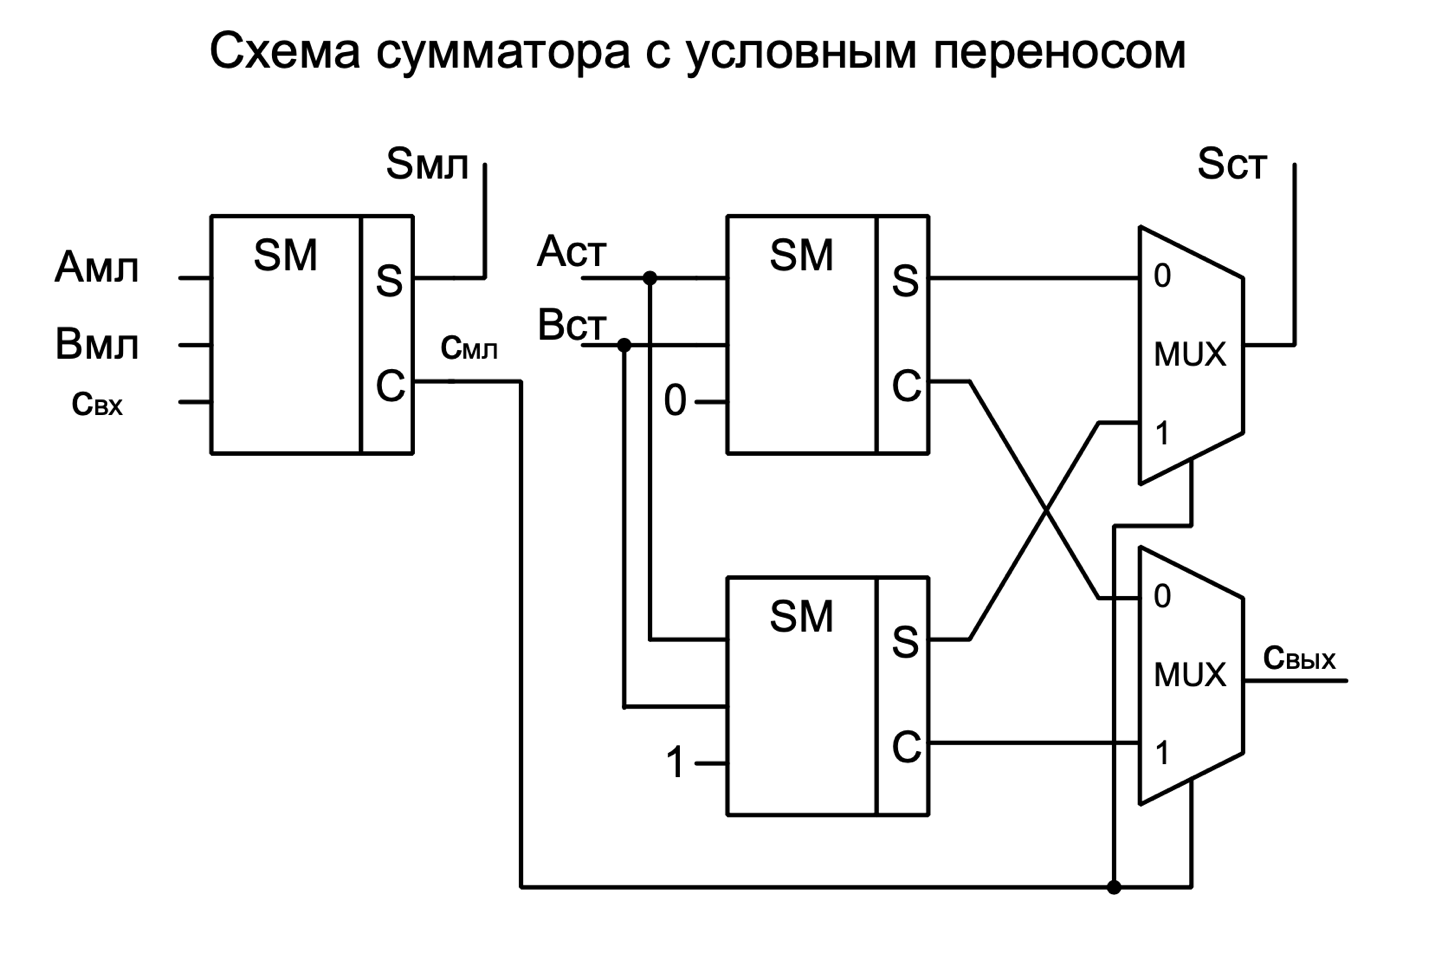 Схема сумматора с условным переносом
Sмл
Sст
SM
Aмл
S
Bмл
C
cмл
cвх
Aст
Bст
0
SM
S
C
0
MUX
1
SM
S
C
1
0
MUX
1
cвых